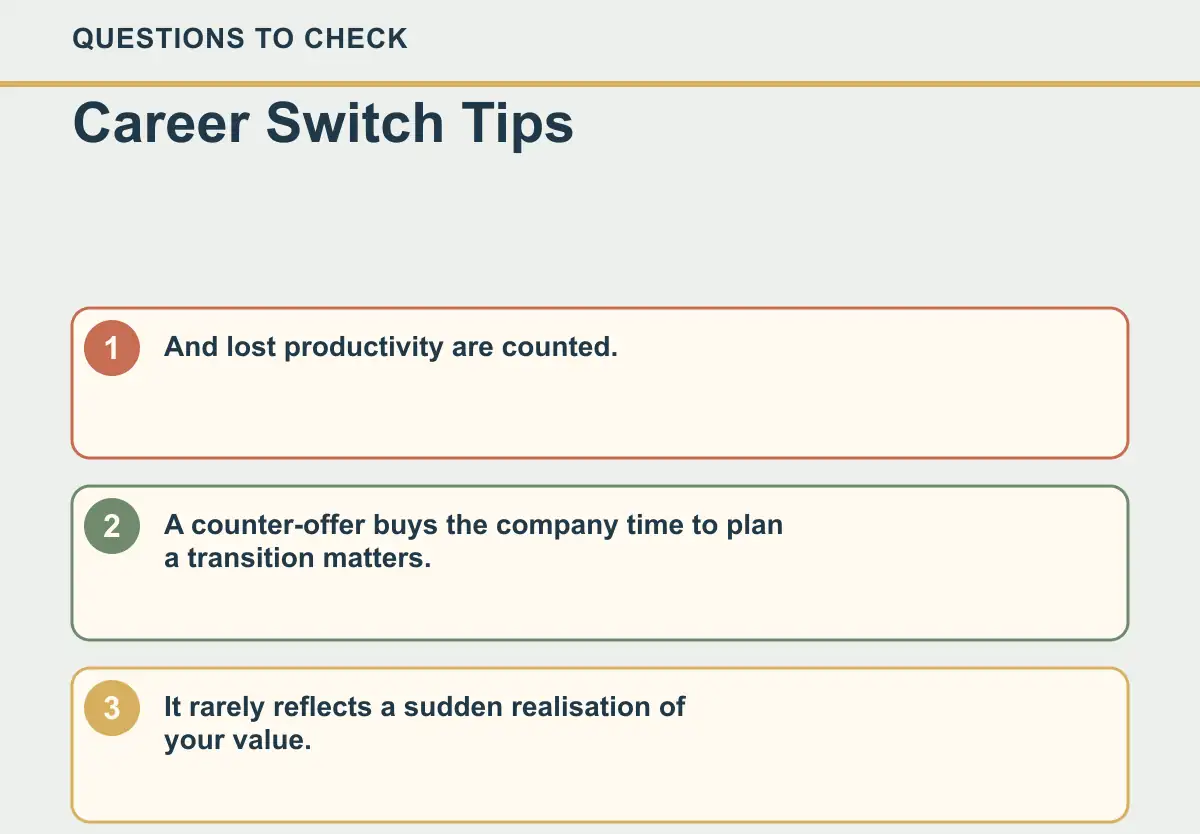 QUESTIONS TO CHECK
Career Switch Tips
1
And lost productivity are counted.
2
A counter-offer buys the company time to plan
a transition matters.
3
It rarely reflects a sudden realisation of
your value.